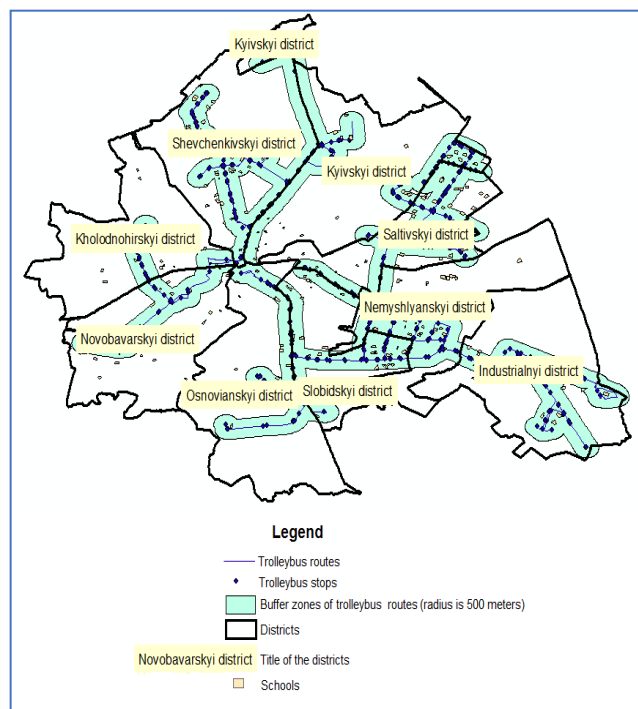 Kyivskyi district
Shevchenkivskyi district
Kyivskyi district
Kholodnohirskyi district
Saltivskyi district
Nemyshlyanskyi district
Novobavarskyi district
Industrialnyi district
Osnovianskyi district
Slobidskyi district
Legend
Trolleybus routes
Trolleybus stops
Buffer zones of trolleybus routes (radius is 500 meters)
Districts
Novobavarskyi district Title of the districts
Schools